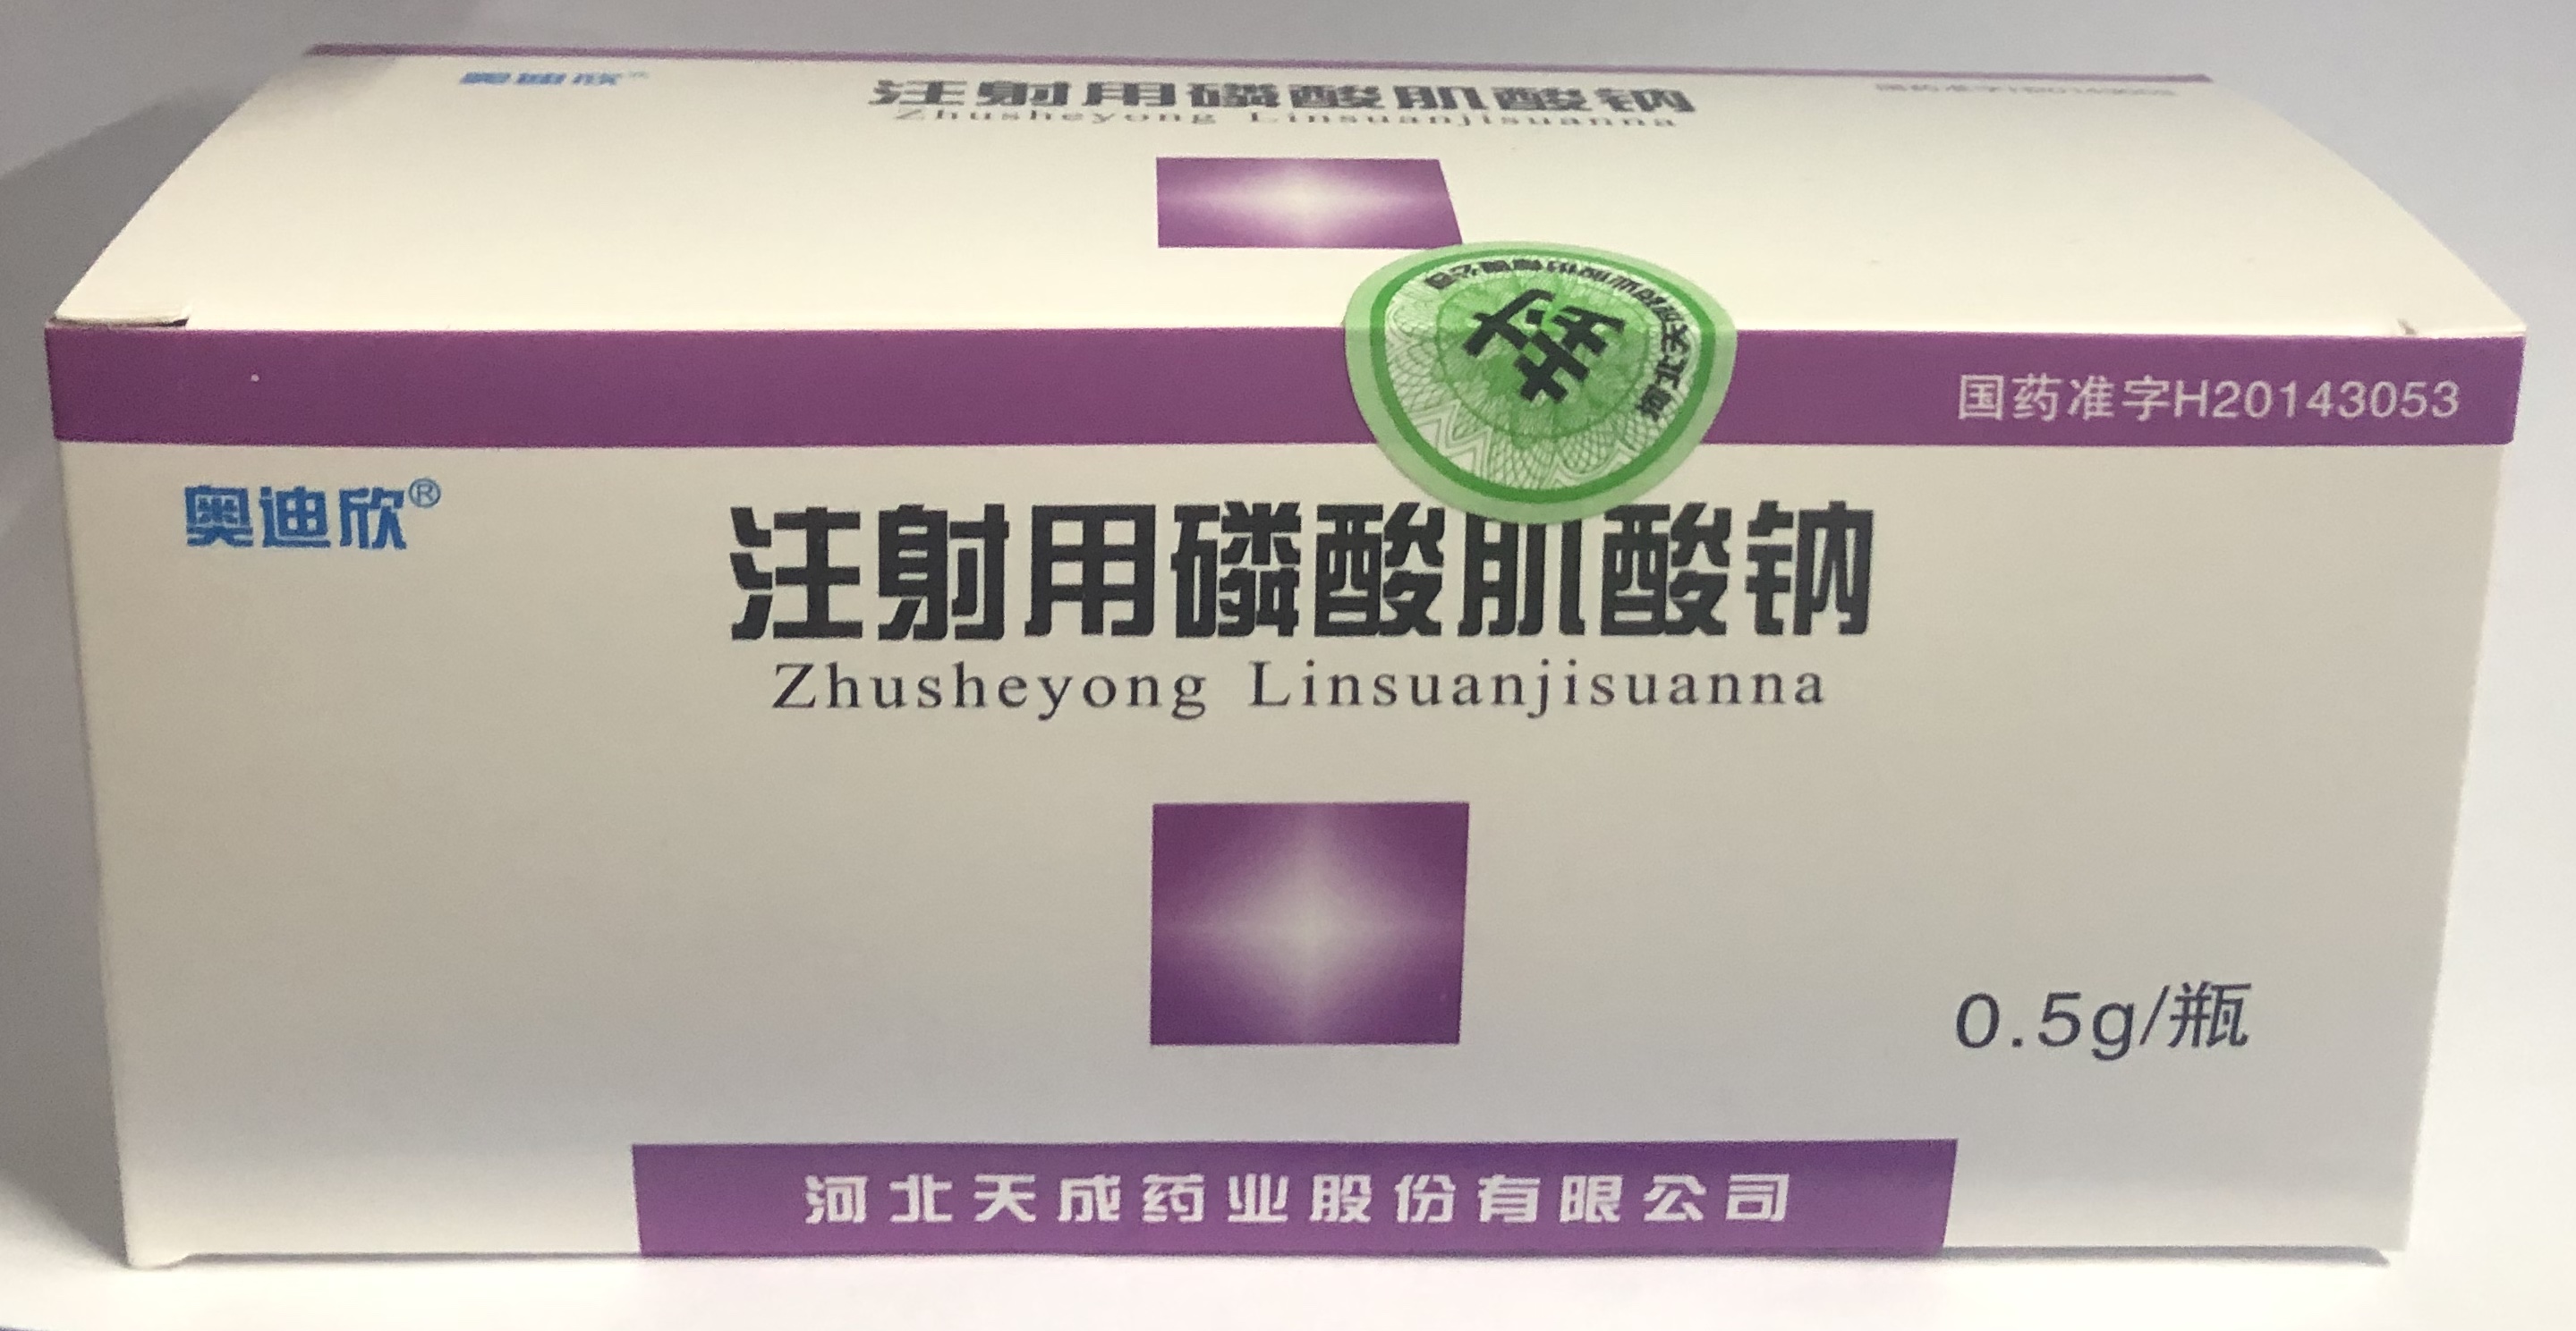 奥迪欣®
注射用磷酸肌酸钠
Zhusheyong Linsuanjisuanna
国药准字H20143053
奥迪欣®
注射用磷酸肌酸钠
Zhusheyong Linsuanjisuanna
0.5g/瓶
河北天成药业股份有限公司